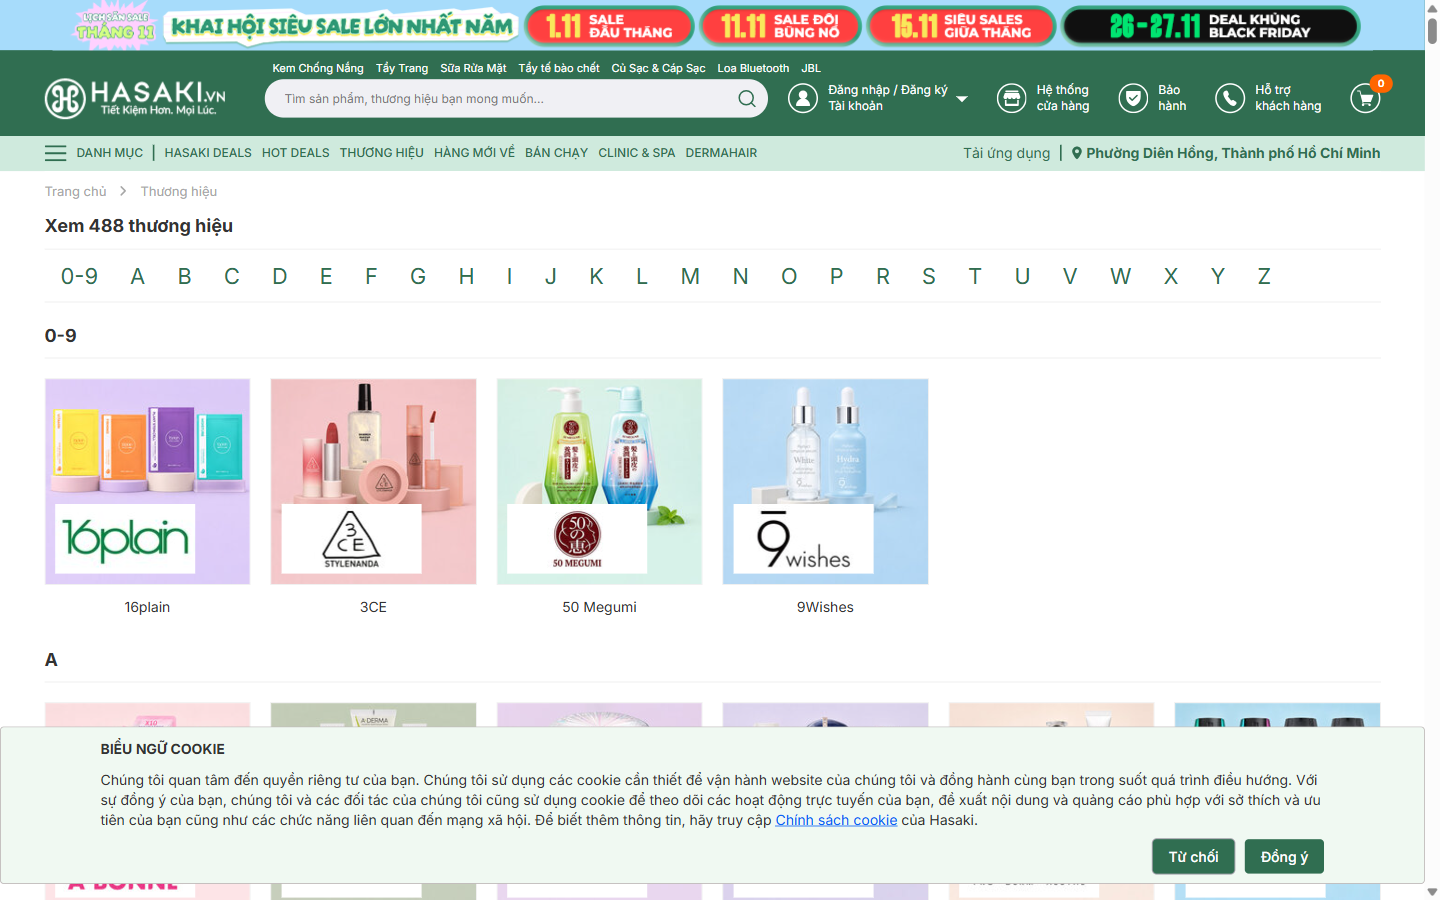 LỊCH SĂN SALE
THÁNG 11
KHAI HỘI SIÊU SALE LỚN NHẤT NĂM
1.11 SALE ĐẦU THÁNG
11.11 SALE ĐÔI BÙNG NỔ
15.11 SIÊU SALES GIỮA THÁNG
26-27.11 DEAL KHỦNG BLACK FRIDAY
Kem Chống Nắng Tẩy Trang Sữa Rửa Mặt Tẩy tế bào chết Củ Sạc & Cáp Sạc Loa Bluetooth JBL
HASAKI.VN
Tiết Kiệm Hơn. Mọi Lúc.
Tìm sản phẩm, thương hiệu bạn mong muốn...
Đăng nhập / Đăng ký
Tài khoản
Hệ thống
cửa hàng
Bảo
hành
Hỗ trợ
khách hàng
0
DANH MỤC | HASAKI DEALS HOT DEALS THƯƠNG HIỆU HÀNG MỚI VỀ BÁN CHẠY CLINIC & SPA DERMAHAIR
Tải ứng dụng | Phường Diên Hồng, Thành phố Hồ Chí Minh
Trang chủ > Thương hiệu
Xem 488 thương hiệu
0-9 A B C D E F G H I J K L M N O P R S T U V W X Y Z
0-9
16plain
3CE
STYLENANDA
50の恵
50 MEGUMI
9wishes
16plain
3CE
50 Megumi
9Wishes
A
A-DERMA
BIỂU NGỮ COOKIE
Chúng tôi quan tâm đến quyền riêng tư của bạn. Chúng tôi sử dụng các cookie cần thiết để vận hành website của chúng tôi và đồng hành cùng bạn trong suốt quá trình điều hướng. Với
sự đồng ý của bạn, chúng tôi và các đối tác của chúng tôi cũng sử dụng cookie để theo dõi các hoạt động trực tuyến của bạn, đề xuất nội dung và quảng cáo phù hợp với sở thích và ưu
tiên của bạn cũng như các chức năng liên quan đến mạng xã hội. Để biết thêm thông tin, hãy truy cập Chính sách cookie của Hasaki.
Từ chối
Đồng ý
A BONNE